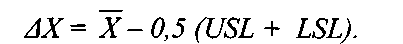 ΔX = X̅ – 0,5 (USL + LSL).